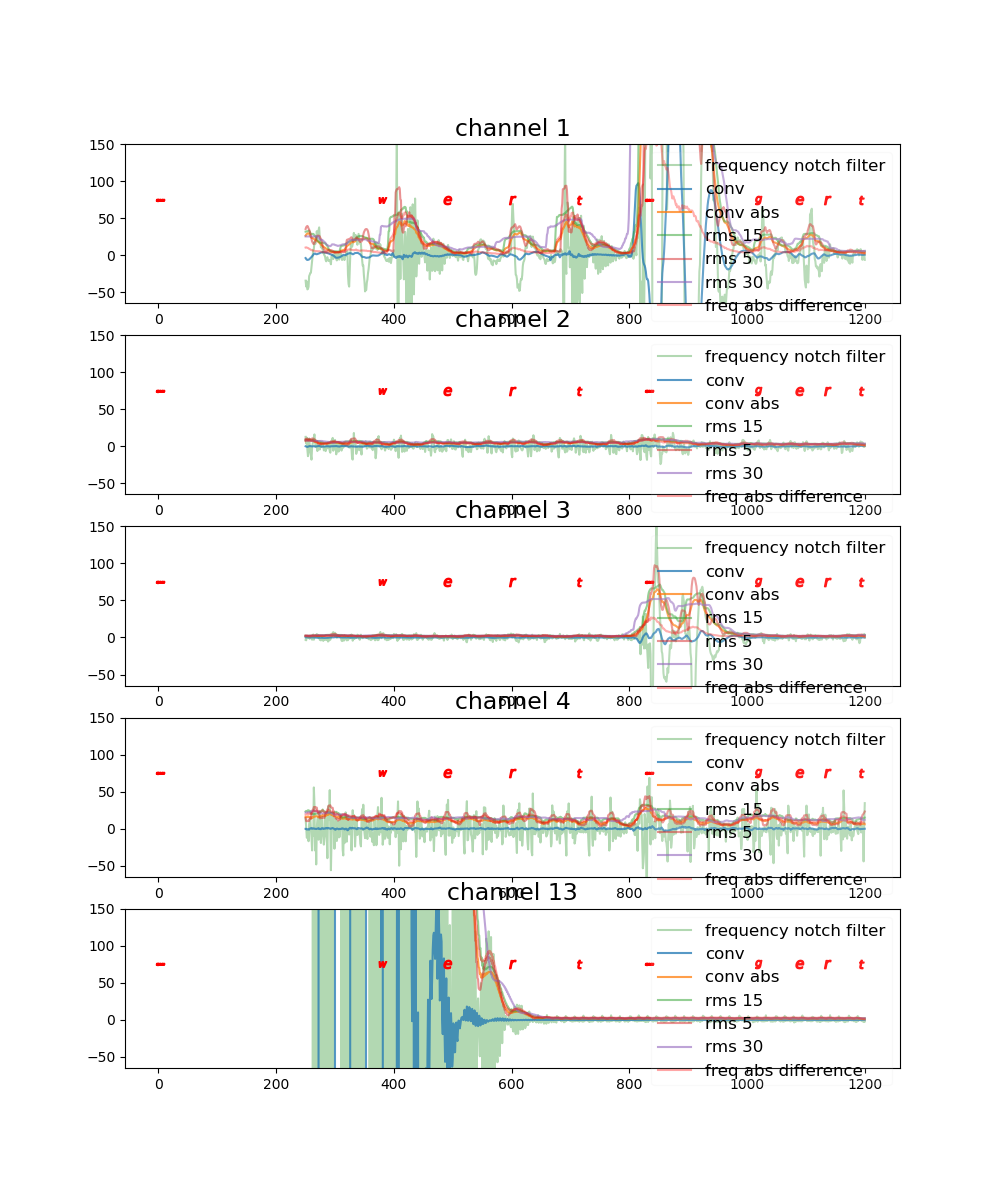 channel 1
150
100
50
0
−50
– w e r t – g e r t
frequency notch filter
conv
conv abs
rms 15
rms 5
rms 30
freq abs difference
0 200 400 600 800 1000 1200
channel 2
150
100
50
0
−50
– w e r t – g e r t
frequency notch filter
conv
conv abs
rms 15
rms 5
rms 30
freq abs difference
0 200 400 600 800 1000 1200
channel 3
150
100
50
0
−50
– w e r t – g e r t
frequency notch filter
conv
conv abs
rms 15
rms 5
rms 30
freq abs difference
0 200 400 600 800 1000 1200
channel 4
150
100
50
0
−50
– w e r t – g e r t
frequency notch filter
conv
conv abs
rms 15
rms 5
rms 30
freq abs difference
0 200 400 600 800 1000 1200
channel 13
150
100
50
0
−50
– w e r t – g e r t
frequency notch filter
conv
conv abs
rms 15
rms 5
rms 30
freq abs difference
0 200 400 600 800 1000 1200